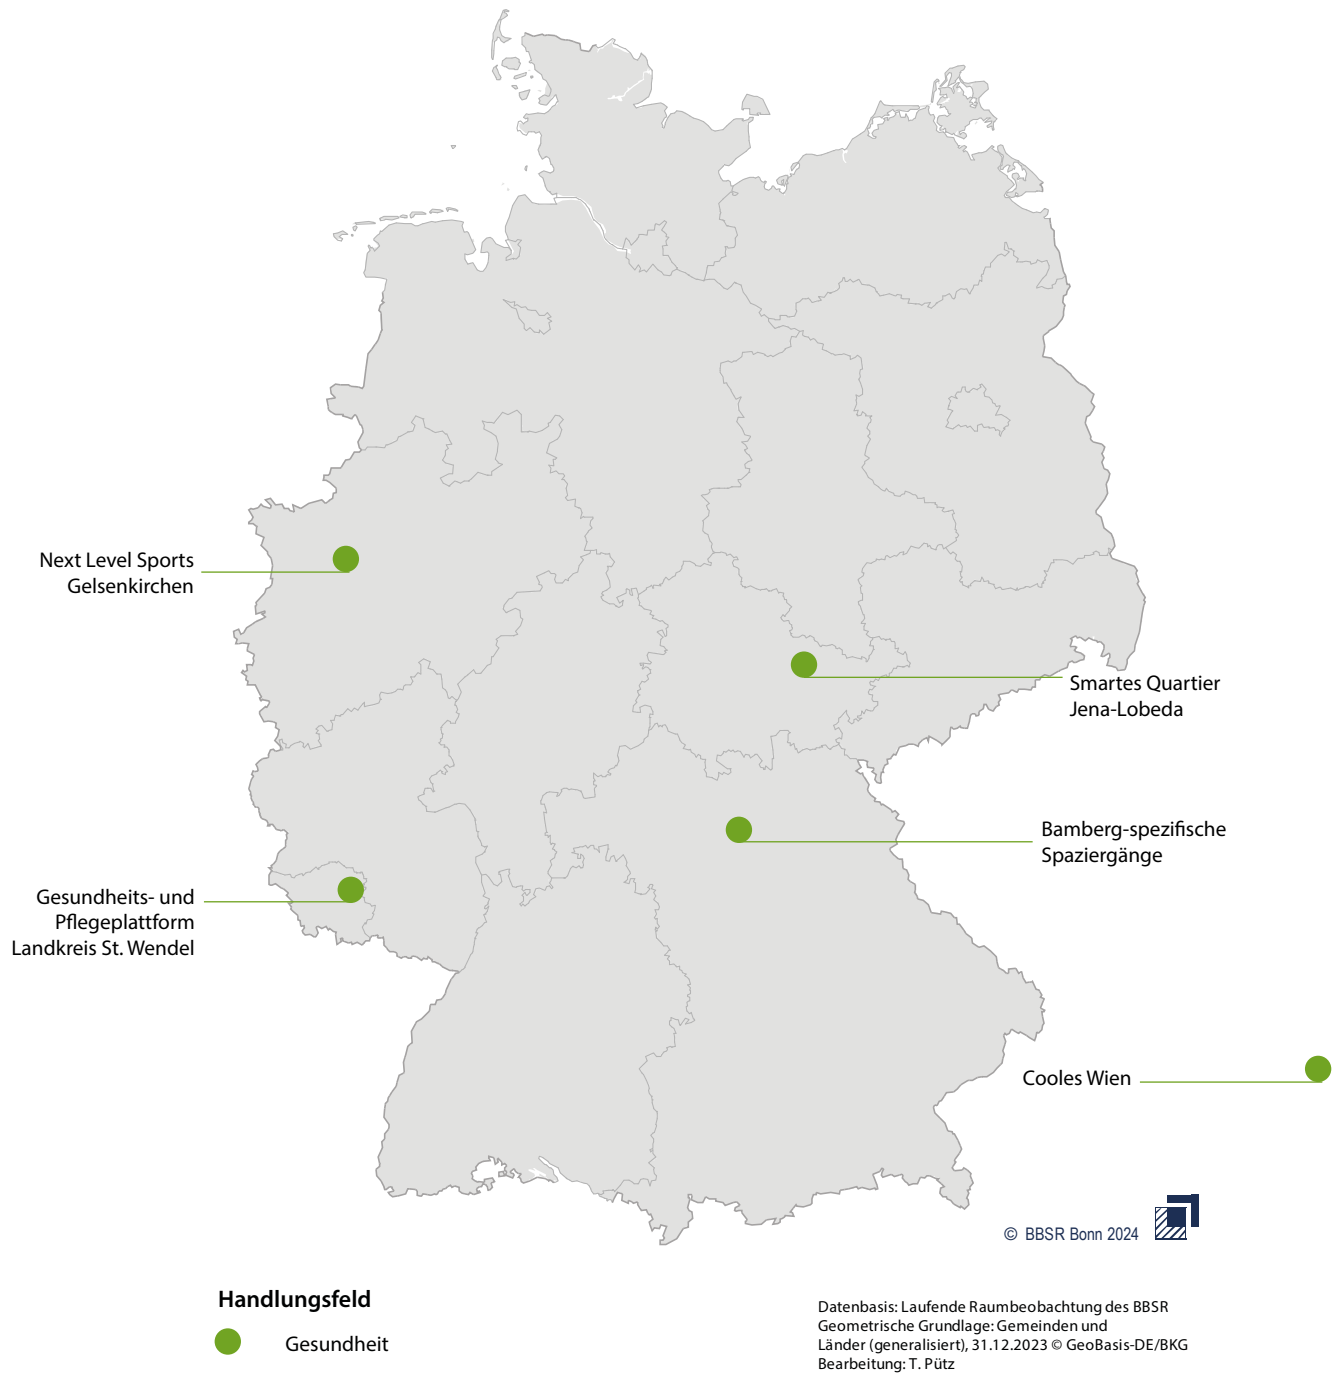 Next Level Sports
Gelsenkirchen
Smartes Quartier
Jena-Lobeda
Bamberg-spezifische
Spaziergänge
Gesundheits- und
Pflegeplattform
Landkreis St. Wendel
Cooles Wien
© BBSR Bonn 2024
Handlungsfeld
Gesundheit
Datenbasis: Laufende Raumbeobachtung des BBSR
Geometrische Grundlage: Gemeinden und
Länder (generalisiert), 31.12.2023 © GeoBasis-DE/BKG
Bearbeitung: T. Pütz